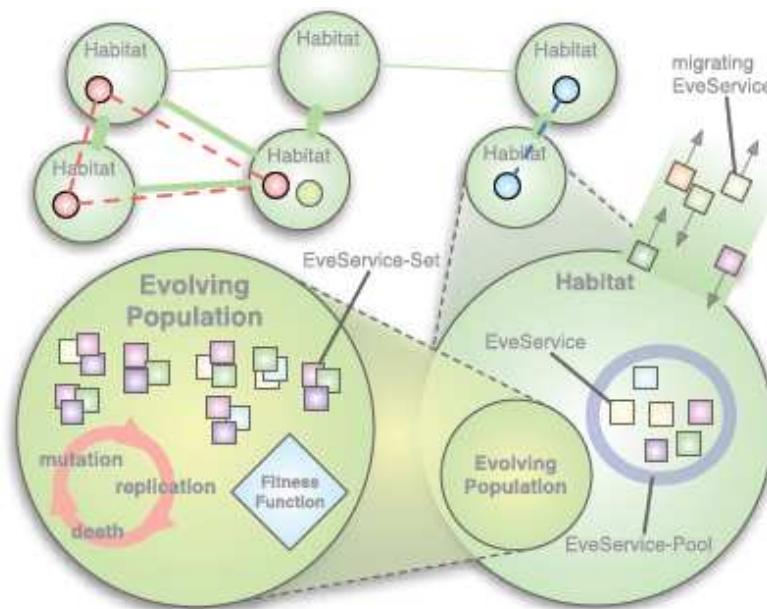 Habitat
Habitat
Habitat
migrating
EveService
Habitat
Habitat
Habitat
EveService-Set
Evolving
Population
Habitat
EveService
mutation
replication
death
Fitness
Function
Evolving
Population
EveService-Pool